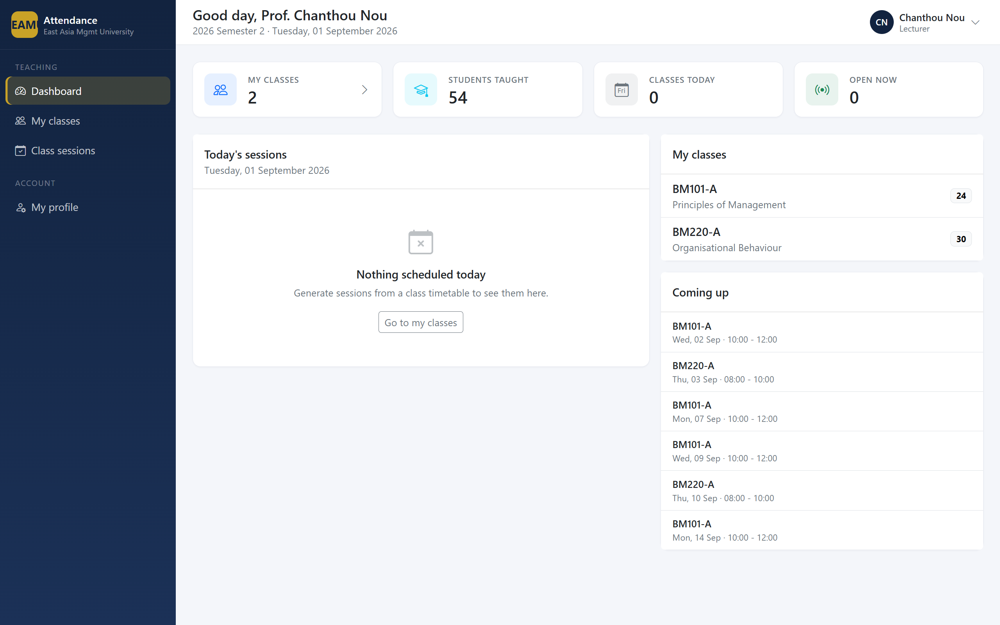 EAMU
Attendance
East Asia Mgmt University
TEACHING
Dashboard
My classes
Class sessions
ACCOUNT
My profile
Good day, Prof. Chanthou Nou
2026 Semester 2 · Tuesday, 01 September 2026
CN
Chanthou Nou
Lecturer
MY CLASSES
2
STUDENTS TAUGHT
54
Fri
CLASSES TODAY
0
OPEN NOW
0
Today's sessions
Tuesday, 01 September 2026
Nothing scheduled today
Generate sessions from a class timetable to see them here.
Go to my classes
My classes
BM101-A
Principles of Management
24
BM220-A
Organisational Behaviour
30
Coming up
BM101-A
Wed, 02 Sep · 10:00 - 12:00
BM220-A
Thu, 03 Sep · 08:00 - 10:00
BM101-A
Mon, 07 Sep · 10:00 - 12:00
BM101-A
Wed, 09 Sep · 10:00 - 12:00
BM220-A
Thu, 10 Sep · 08:00 - 10:00
BM101-A
Mon, 14 Sep · 10:00 - 12:00